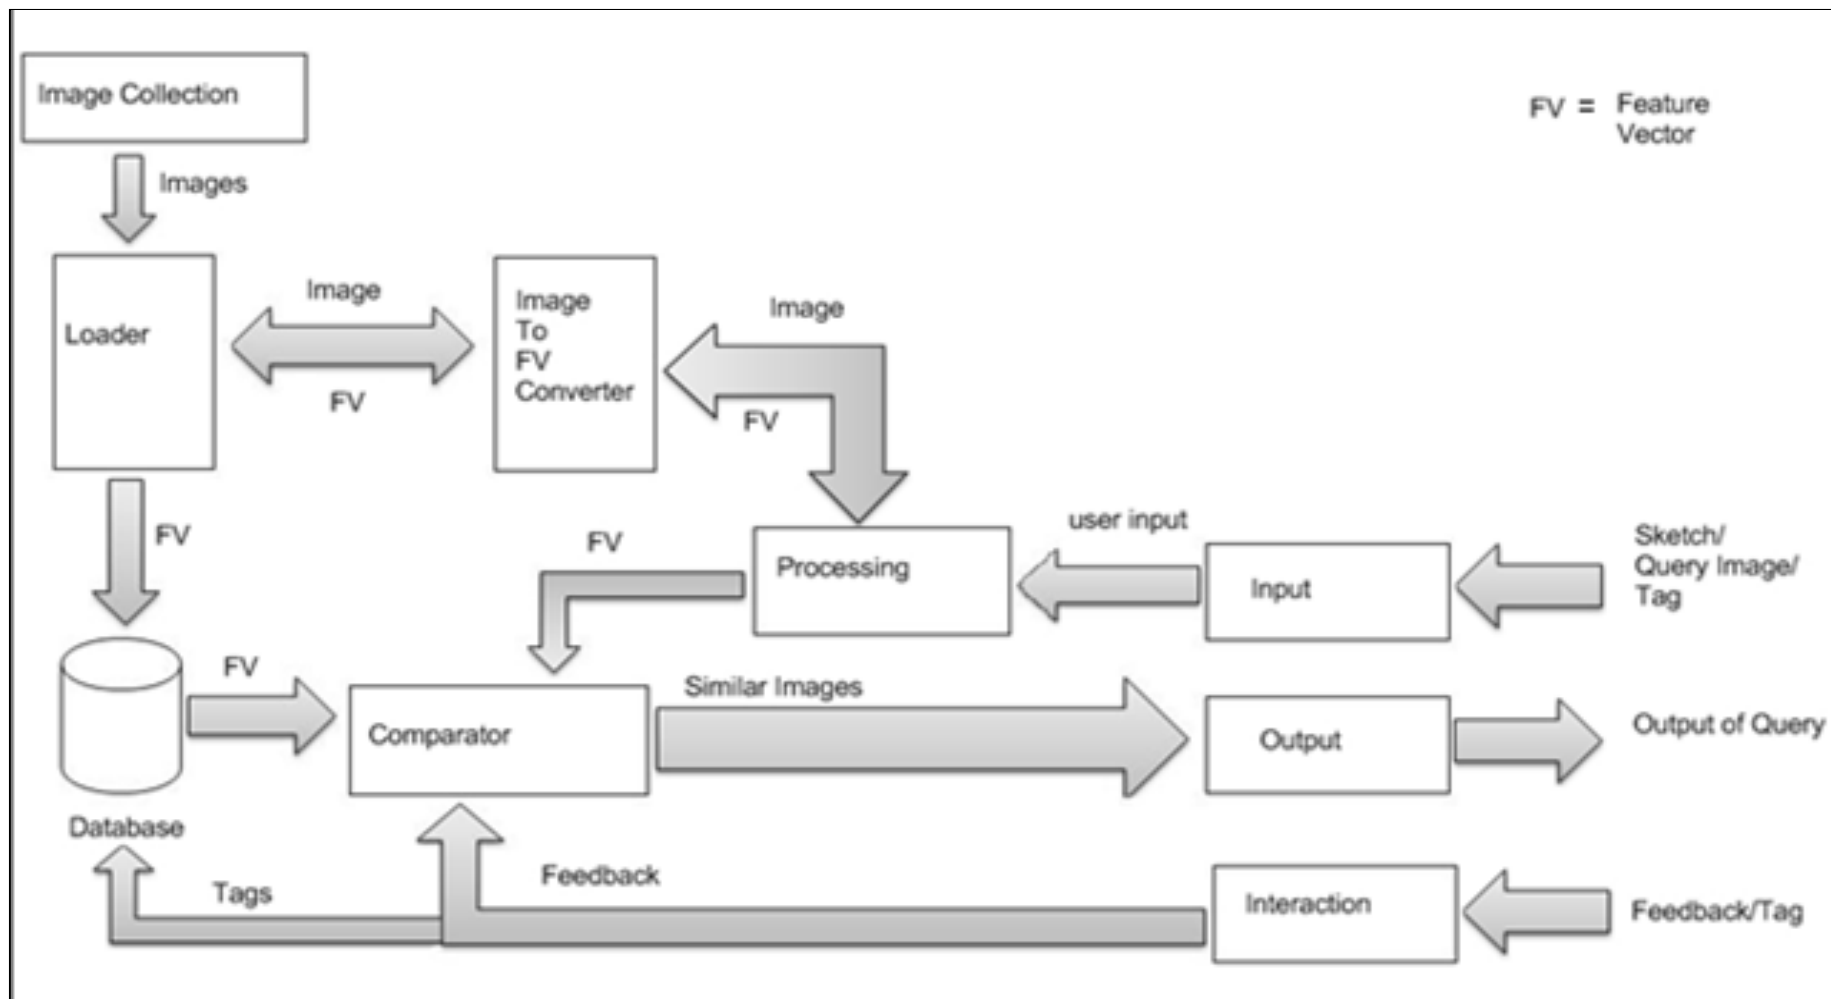 Image Collection
FV = Feature
Vector
Images
Loader
Image
FV
Image
To
FV
Converter
Image
FV
FV
FV
Processing
user input
Input
Sketch/
Query Image/
Tag
FV
Comparator
Similar Images
Output
Output of Query
Database
Tags
Feedback
Interaction
Feedback/Tag